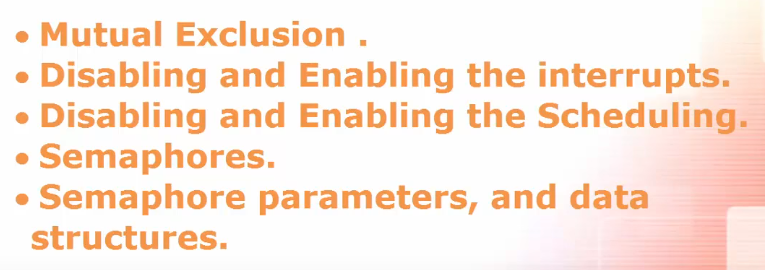 • Mutual Exclusion .
• Disabling and Enabling the interrupts.
• Disabling and Enabling the Scheduling.
• Semaphores.
• Semaphore parameters, and data
structures.